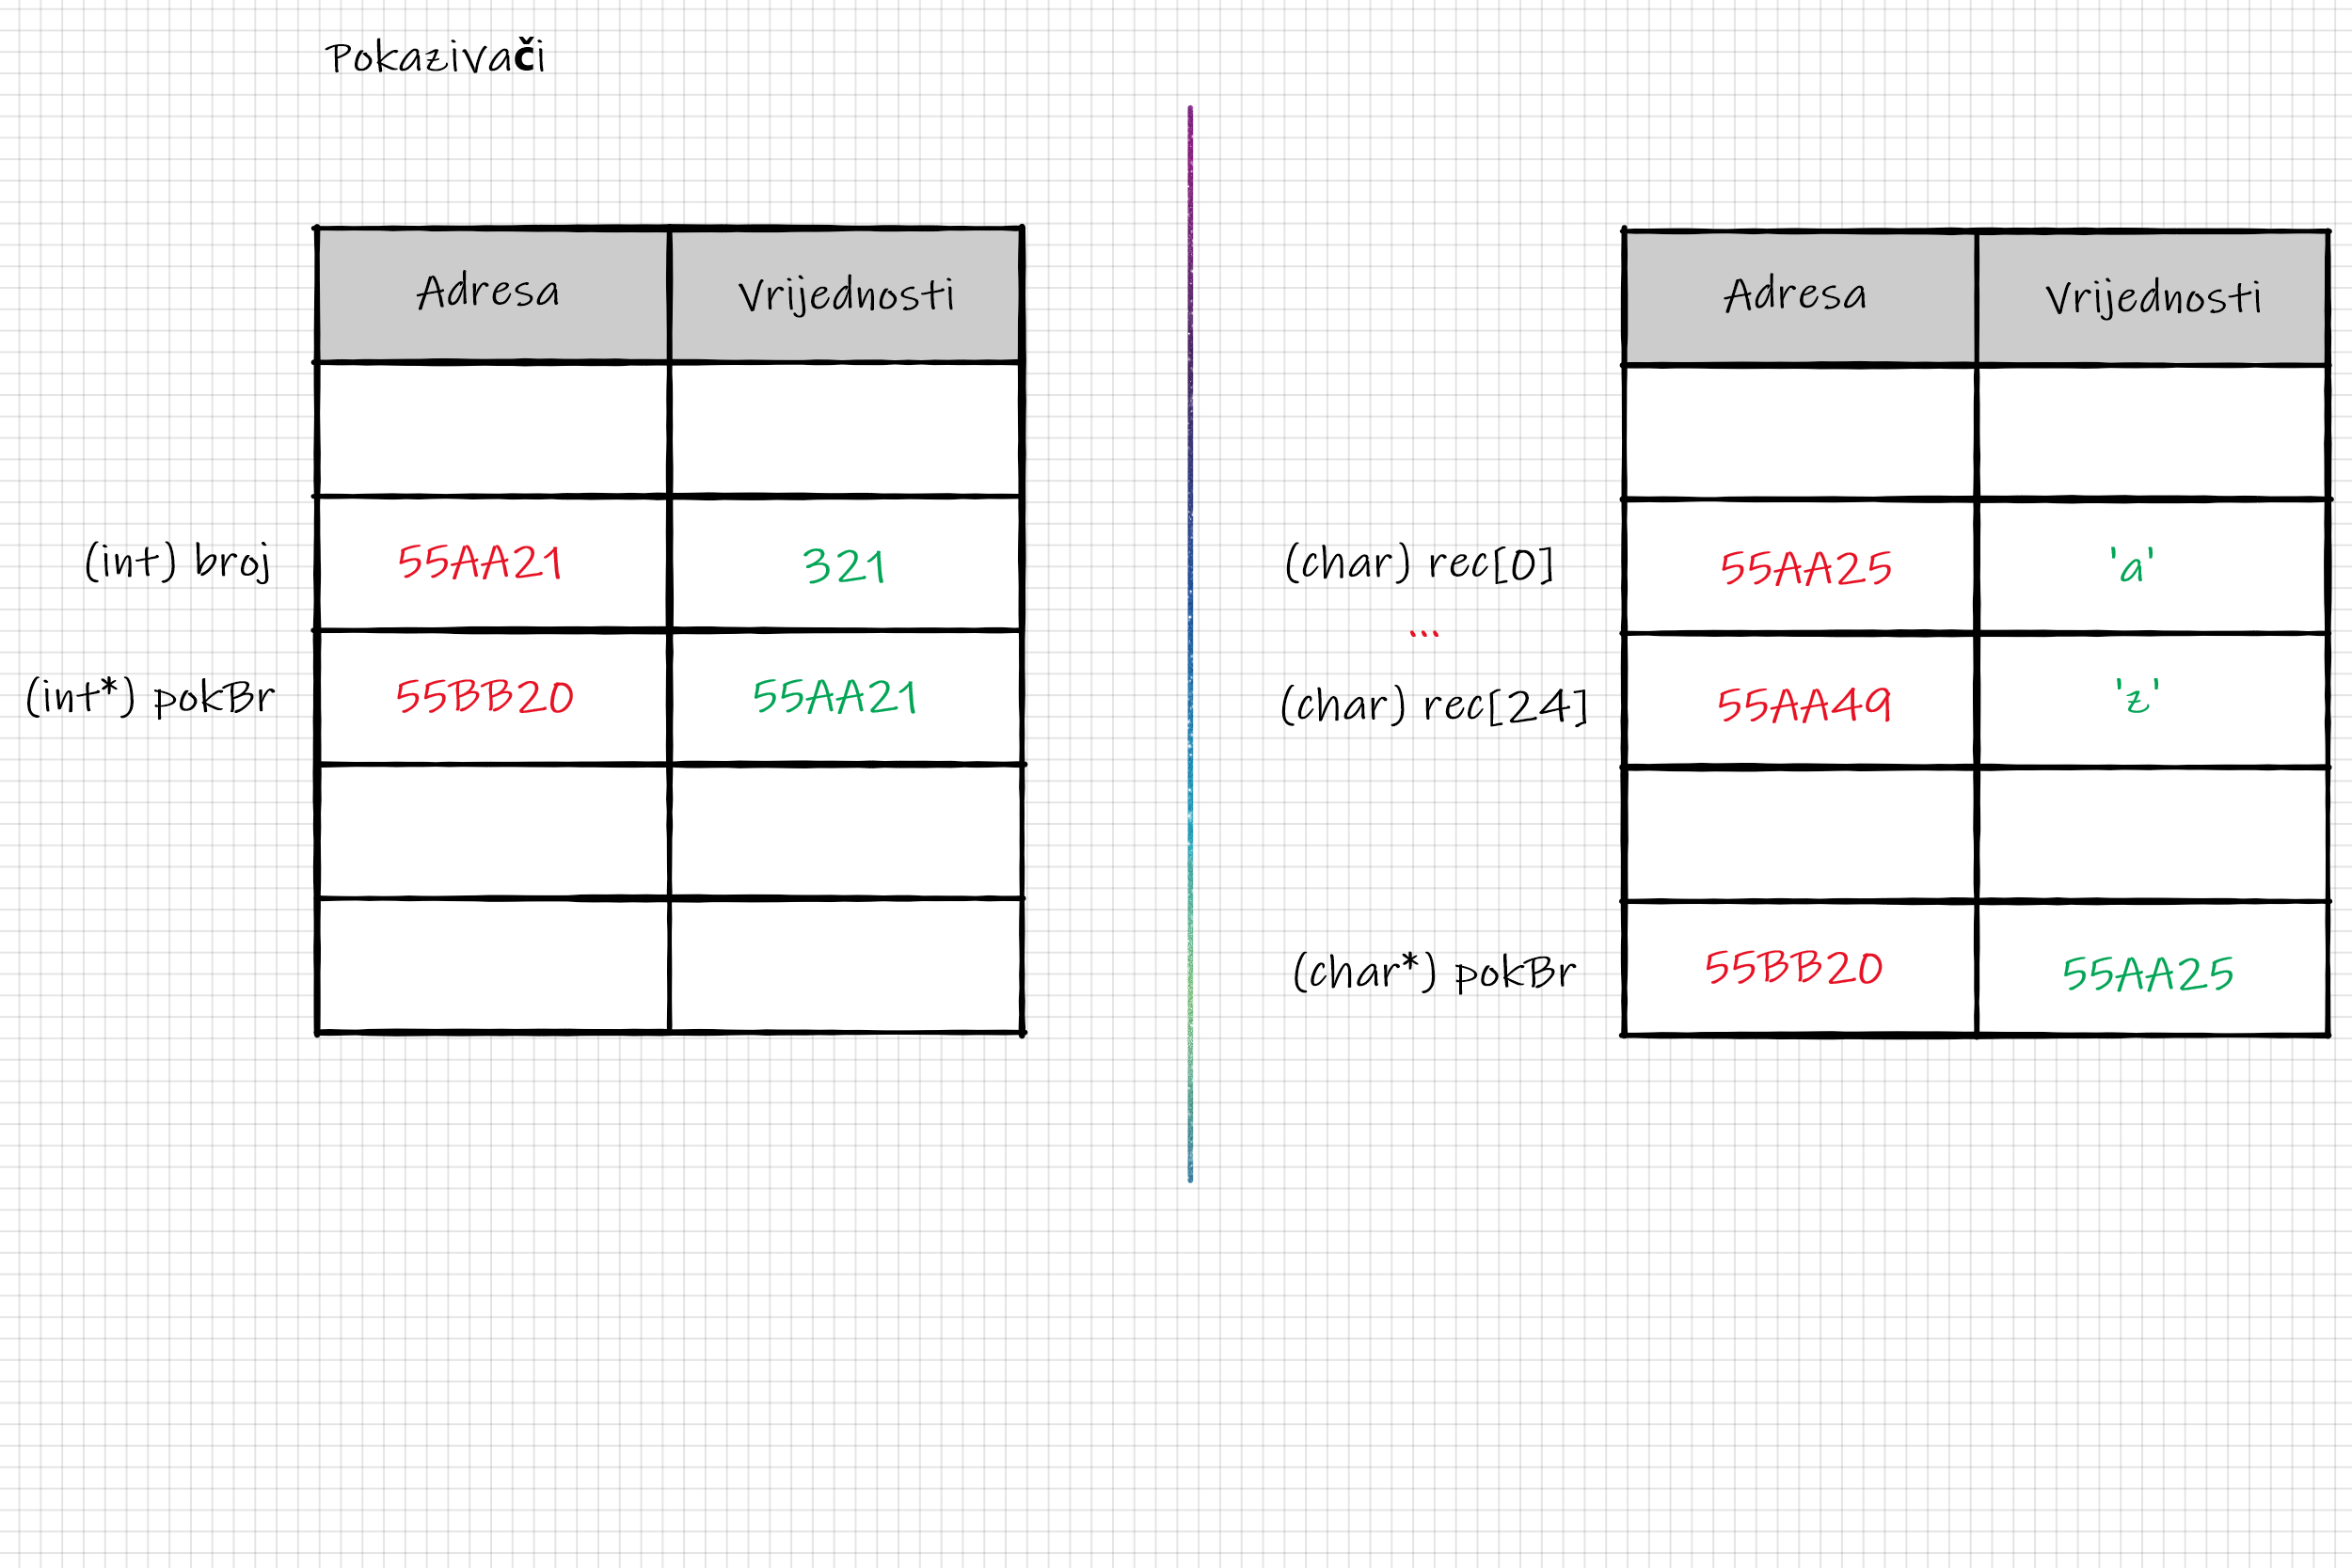 Pokazivači
Adresa Vrijednosti
(int) broj 55AA21 321
(int*) pokBr 55BB20 55AA21
Adresa Vrijednosti
(char) rec[0] 55AA25 'a'
...
(char) rec[24] 55AA49 'z'
(char*) pokBr 55BB20 55AA25